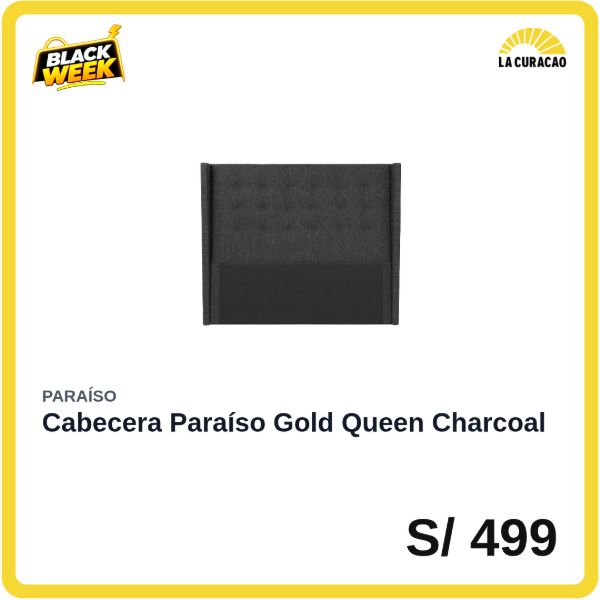 BLACK
WEEK
LA CURACAO
PARAÍSO
Cabecera Paraíso Gold Queen Charcoal
S/ 499